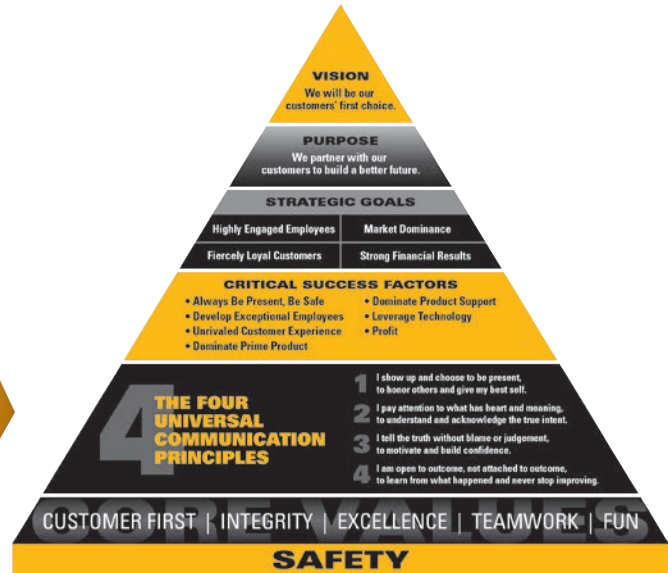 VISION
We will be our
customers' first choice.
PURPOSE
We partner with our
customers to build a better future.
STRATEGIC GOALS
Highly Engaged Employees
Market Dominance
Fiercely Loyal Customers
Strong Financial Results
CRITICAL SUCCESS FACTORS
• Always Be Present, Be Safe
• Develop Exceptional Employees
• Unrivaled Customer Experience
• Dominate Prime Product
• Dominate Product Support
• Leverage Technology
• Profit
4
THE FOUR
UNIVERSAL
COMMUNICATION
PRINCIPLES
1 I show up and choose to be present,
to honor others and give my best self.
2 I pay attention to what has heart and meaning,
to understand and acknowledge the true intent.
3 I tell the truth without blame or judgement,
to motivate and build confidence.
4 I am open to outcome, not attached to outcome,
to learn from what happened and never stop improving.
CORE VALUES
CUSTOMER FIRST | INTEGRITY | EXCELLENCE | TEAMWORK | FUN
SAFETY